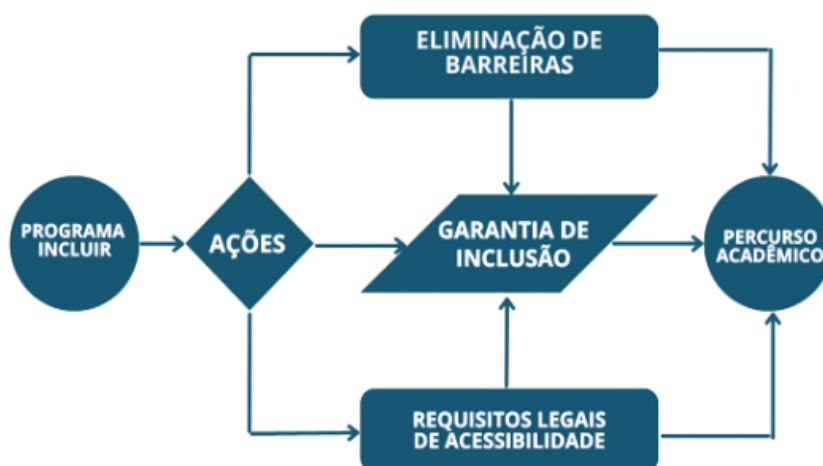 ELIMINAÇÃO DE
BARREIRAS
PROGRAMA
INCLUIR
AÇÕES
GARANTIA DE
INCLUSÃO
PERCURSO
ACADÊMICO
REQUISITOS LEGAIS
DE ACESSIBILIDADE